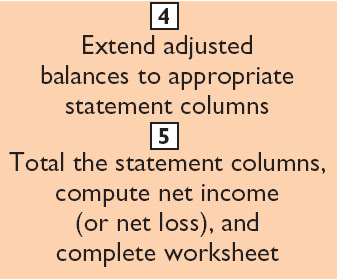 4
Extend adjusted
balances to appropriate
statement columns
5
Total the statement columns,
compute net income
(or net loss), and
complete worksheet